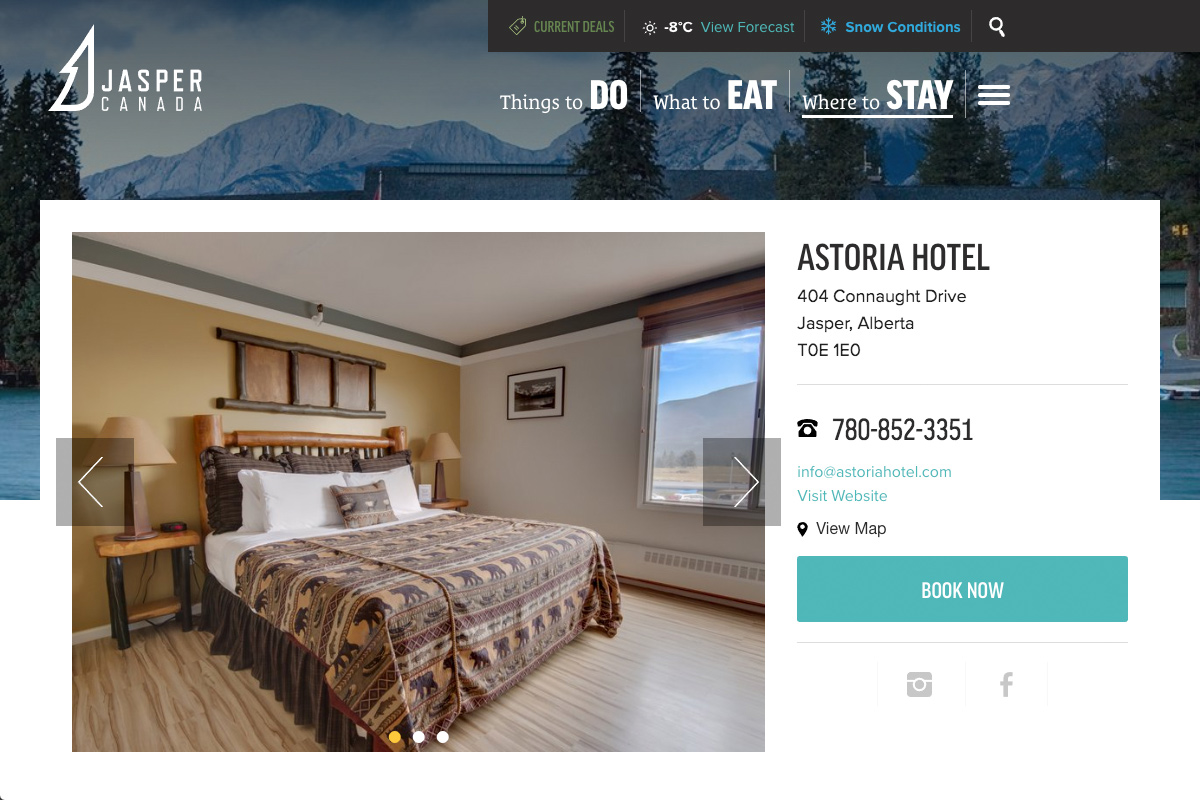 CURRENT DEALS
-8°C View Forecast
Snow Conditions
JASPER
CANADA
Things to DO
What to EAT
Where to STAY
ASTORIA HOTEL
404 Connaught Drive
Jasper, Alberta
T0E 1E0
780-852-3351
info@astoriahotel.com
Visit Website
View Map
BOOK NOW